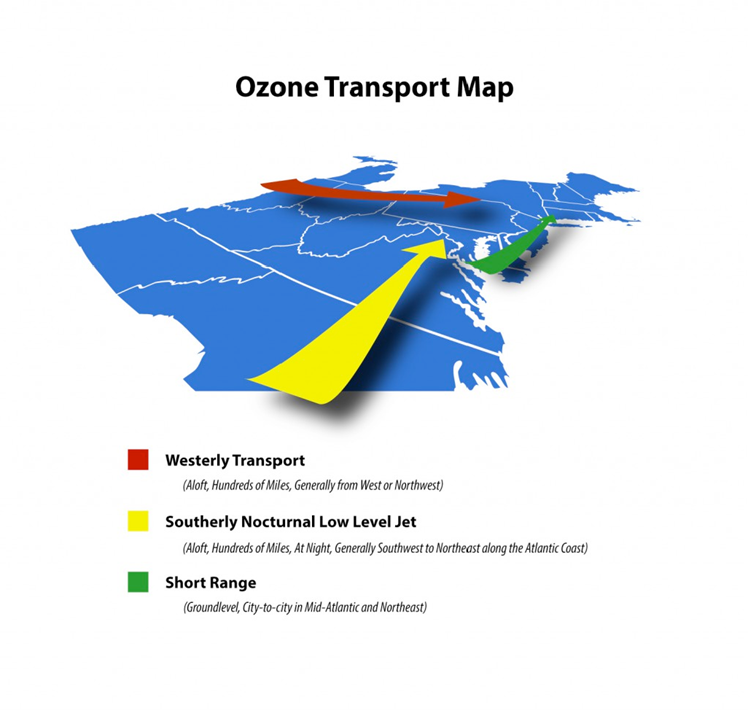 Ozone Transport Map
Westerly Transport
(Aloft, Hundreds of Miles, Generally from West or Northwest)
Southerly Nocturnal Low Level Jet
(Aloft, Hundreds of Miles, At Night, Generally Southwest to Northeast along the Atlantic Coast)
Short Range
(Groundlevel, City-to-city in Mid-Atlantic and Northeast)